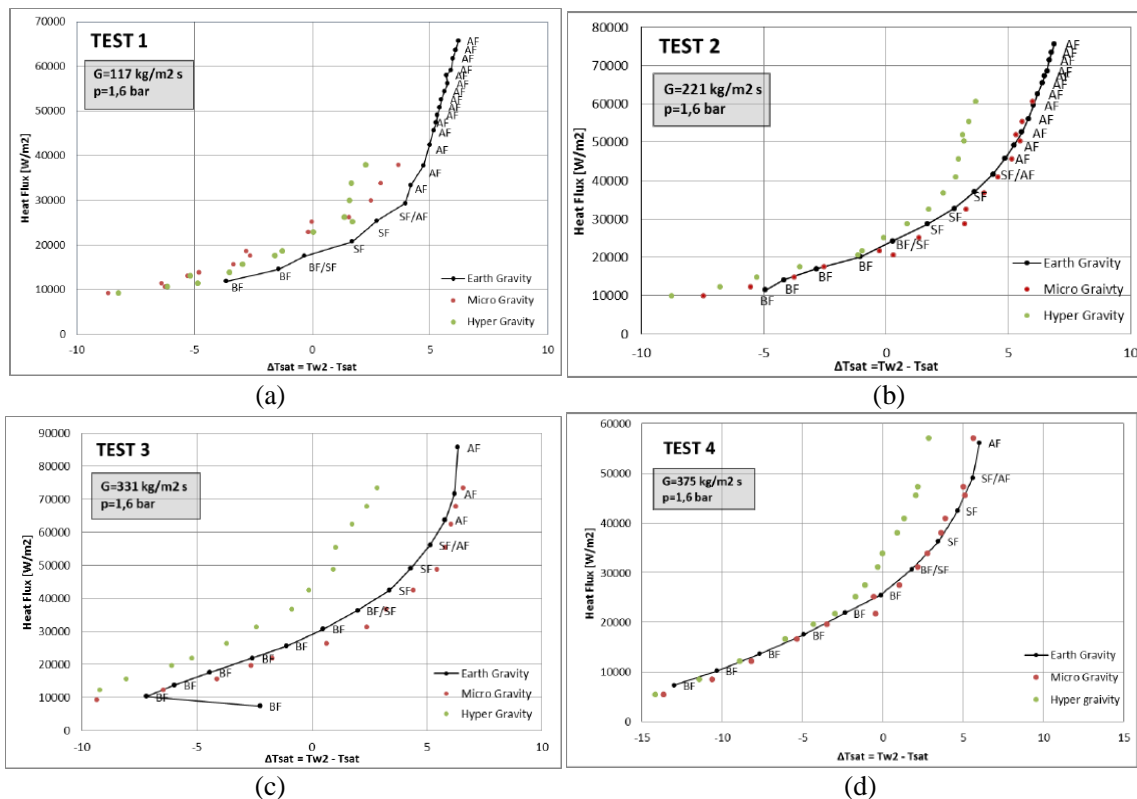 TEST 1
G=117 kg/m2 s
p=1,6 bar
Heat Flux [W/m2]
70000
60000
50000
40000
30000
20000
10000
0
AF
AF
AF
AF
AF
AF
AF
AF
AF
AF
AF
AF
AF
AF
SF/AF
SF
SF
BF/SF
BF
BF
Earth Gravity
Micro Gravity
Hyper Gravity
-10 -5 0 5 10
ΔTsat = Tw2 - Tsat
(a)
TEST 2
G=221 kg/m2 s
p=1,6 bar
Heat Flux [W/m2]
80000
70000
60000
50000
40000
30000
20000
10000
0
AF
AF
AF
AF
AF
AF
AF
AF
AF
AF
AF
SF/AF
SF
SF
SF
BF/SF
BF
BF
BF
BF
Earth Gravity
Micro Graivty
Hyper Gravity
-10 -5 0 5 10
ΔTsat =Tw2 - Tsat
(b)
TEST 3
G=331 kg/m2 s
p=1,6 bar
Heat Flux [W/m2]
90000
80000
70000
60000
50000
40000
30000
20000
10000
0
AF
AF
AF
SF/AF
SF
SF
BF/SF
BF
BF
BF
BF
BF
BF
BF
Earth Gravity
Micro Gravity
Hyper Gravity
-10 -5 0 5 10
ΔTsat = Tw2 - Tsat
(c)
TEST 4
G=375 kg/m2 s
p=1,6 bar
Heat Flux [W/m2]
60000
50000
40000
30000
20000
10000
0
AF
SF/AF
SF
SF
BF/SF
BF
BF
BF
BF
BF
BF
Earth Gravity
Micro Gravity
Hyper graivity
-15 -10 -5 0 5 10 15
ΔTsat = Tw2 - Tsat
(d)